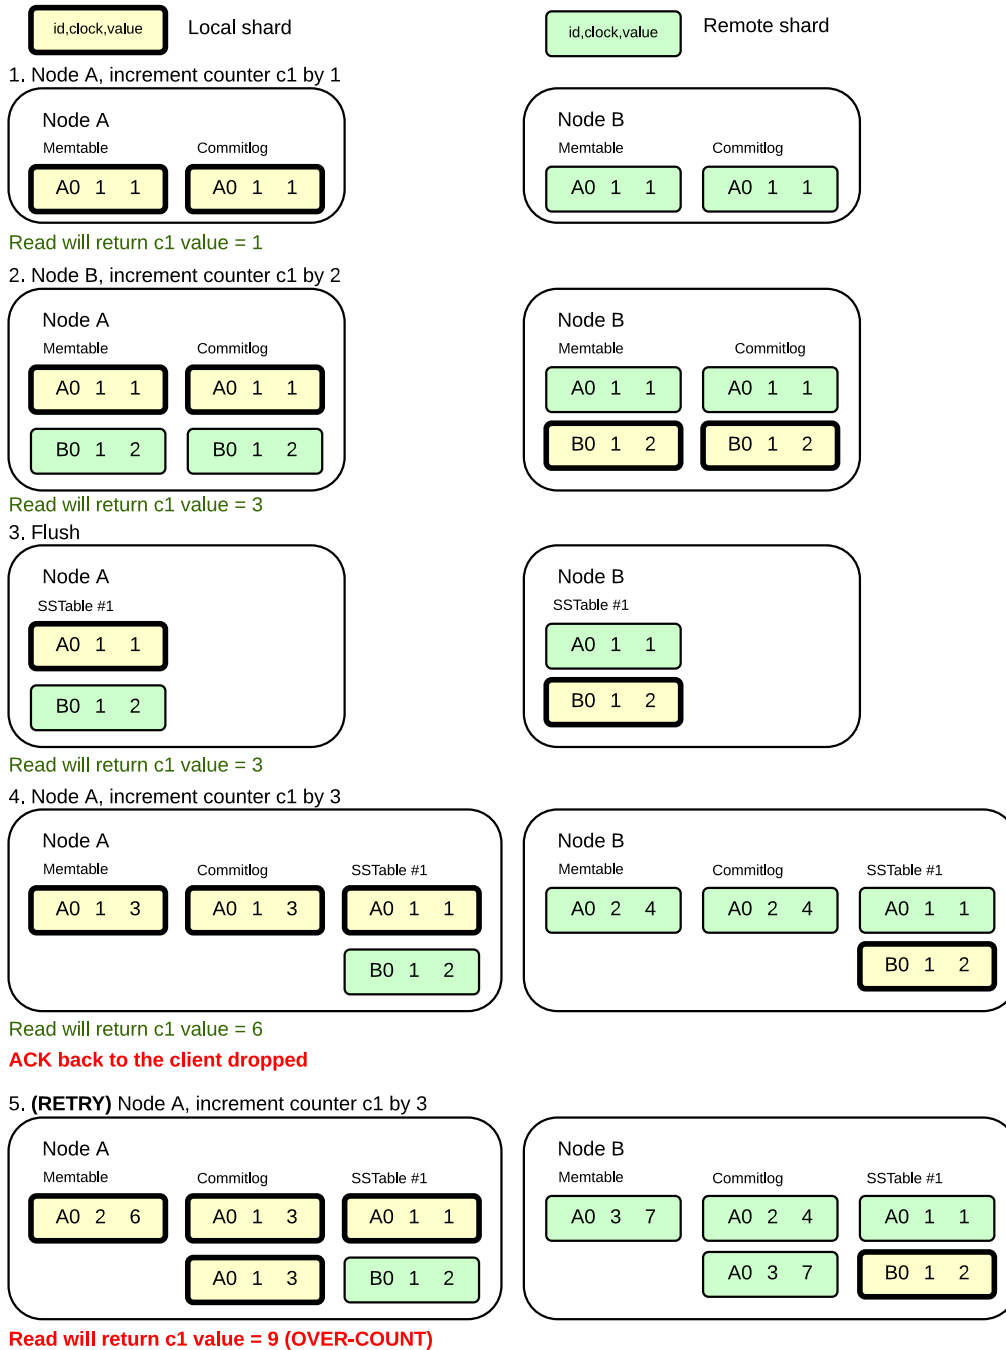 id,clock,value Local shard
id,clock,value Remote shard
1. Node A, increment counter c1 by 1
Node A
Memtable Commitlog
A0 1 1 A0 1 1
Node B
Memtable Commitlog
A0 1 1 A0 1 1
Read will return c1 value = 1
2. Node B, increment counter c1 by 2
Node A
Memtable Commitlog
A0 1 1 A0 1 1
B0 1 2 B0 1 2
Node B
Memtable Commitlog
A0 1 1 A0 1 1
B0 1 2 B0 1 2
Read will return c1 value = 3
3. Flush
Node A
SSTable #1
A0 1 1
B0 1 2
Node B
SSTable #1
A0 1 1
B0 1 2
Read will return c1 value = 3
4. Node A, increment counter c1 by 3
Node A
Memtable Commitlog SSTable #1
A0 1 3 A0 1 3 A0 1 1
B0 1 2
Node B
Memtable Commitlog SSTable #1
A0 2 4 A0 2 4 A0 1 1
B0 1 2
Read will return c1 value = 6
ACK back to the client dropped
5. (RETRY) Node A, increment counter c1 by 3
Node A
Memtable Commitlog SSTable #1
A0 2 6 A0 1 3 A0 1 1
A0 1 3 B0 1 2
Node B
Memtable Commitlog SSTable #1
A0 3 7 A0 2 4 A0 1 1
A0 3 7 B0 1 2
Read will return c1 value = 9 (OVER-COUNT)